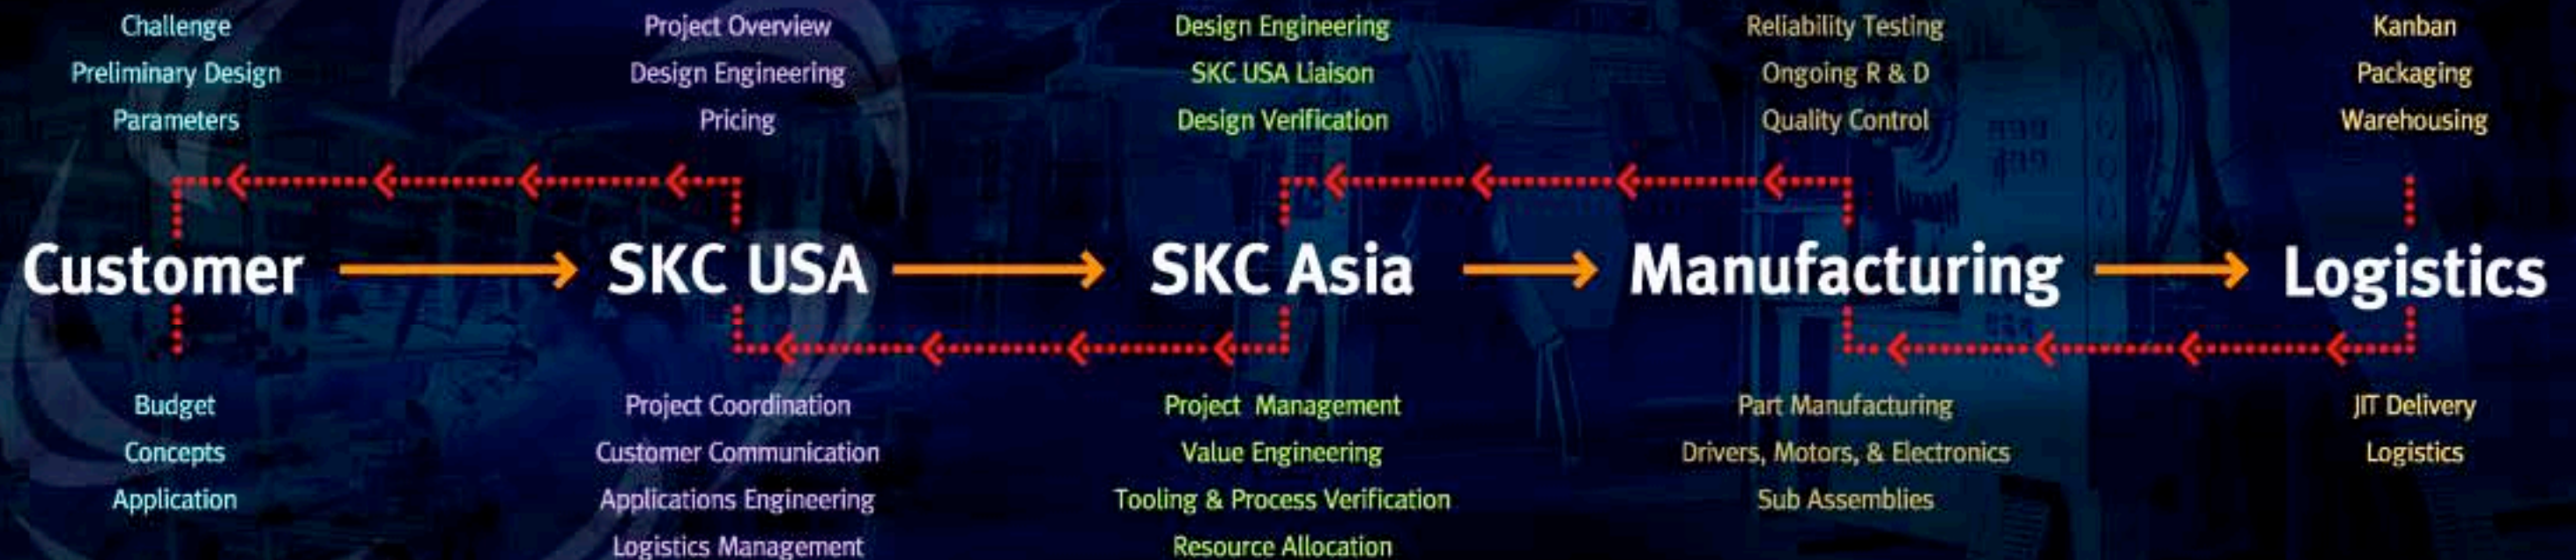 Challenge
Preliminary Design
Parameters
Project Overview
Design Engineering
Pricing
Design Engineering
SKC USA Liaison
Design Verification
Reliability Testing
Ongoing R & D
Quality Control
Kanban
Packaging
Warehousing
Customer
SKC USA
SKC Asia
Manufacturing
Logistics
Budget
Concepts
Application
Project Coordination
Customer Communication
Applications Engineering
Logistics Management
Project Management
Value Engineering
Tooling & Process Verification
Resource Allocation
Part Manufacturing
Drivers, Motors, & Electronics
Sub Assemblies
JIT Delivery
Logistics